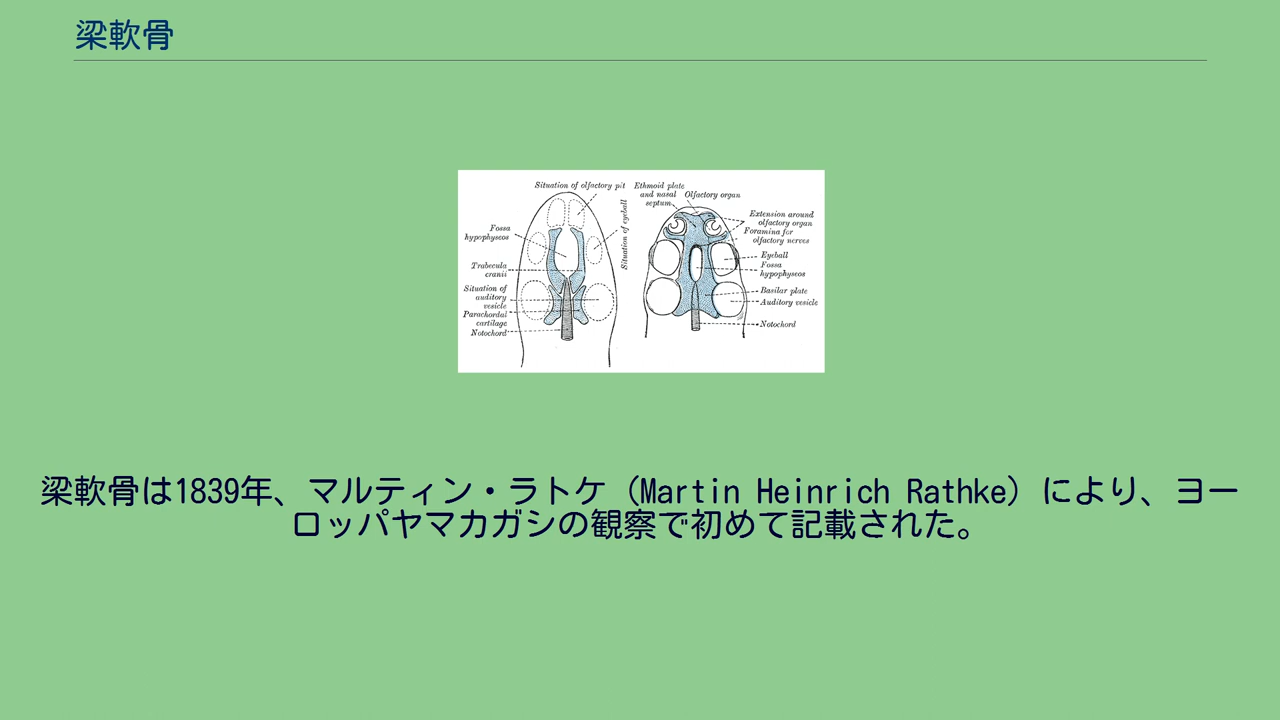 梁軟骨
Situation of olfactory pit
Fossa
hypophyseos
Trabecula
cranii
Situation of
auditory
vesicle
Parachordal
cartilage
Notochord
Situation of eyeball
Ethmoid plate
and nasal
septum
Olfactory organ
Extension around
olfactory organ
Foramina for
olfactory nerves
Eyeball
Fossa
hypophyseos
Basilar plate
Auditory vesicle
Notochord
梁軟骨は1839年、マルティン・ラトケ（Martin Heinrich Rathke）により、ヨー
ロッパヤマカガシの観察で初めて記載された。